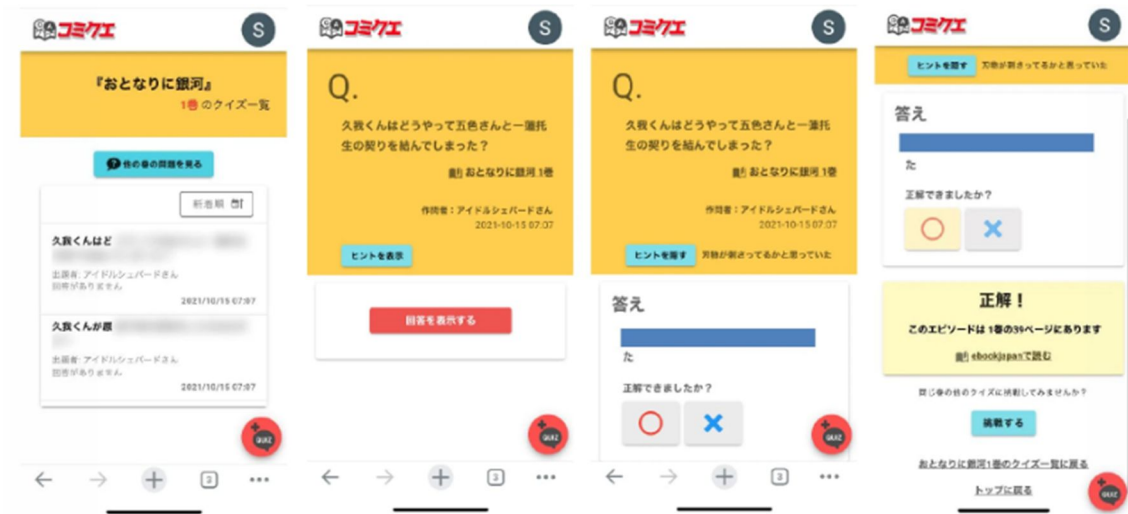 コミクエ
S
『おとなりに銀河』
1巻 のクイズ一覧
他の巻の問題を見る
新着順
久我くんはど
出題者: アイドルシェパードさん
回答がありません
2021/10/15 07:07
久我くんが原
出題者: アイドルシェパードさん
回答がありません
2021/10/15 07:07
QUIZ
3
コミクエ
S
Q.
久我くんはどうやって五色さんと一蓮托
生の契りを結んでしまった？
おとなりに銀河 1巻
作問者：アイドルシェパードさん
2021-10-15 07:07
ヒントを表示
回答を表示する
QUIZ
3
コミクエ
S
Q.
久我くんはどうやって五色さんと一蓮托
生の契りを結んでしまった？
おとなりに銀河 1巻
作問者：アイドルシェパードさん
2021-10-15 07:07
ヒントを隠す 刃物が刺さってるかと思っていた
答え
た
正解できましたか？
QUIZ
3
コミクエ
S
ヒントを隠す 刃物が刺さってるかと思っていた
答え
た
正解できましたか？
正解！
このエピソードは 1巻の39ページにあります
ebookjapanで読む
同じ巻の他のクイズに挑戦してみませんか？
挑戦する
おとなりに銀河1巻のクイズ一覧に戻る
トップに戻る
QUIZ